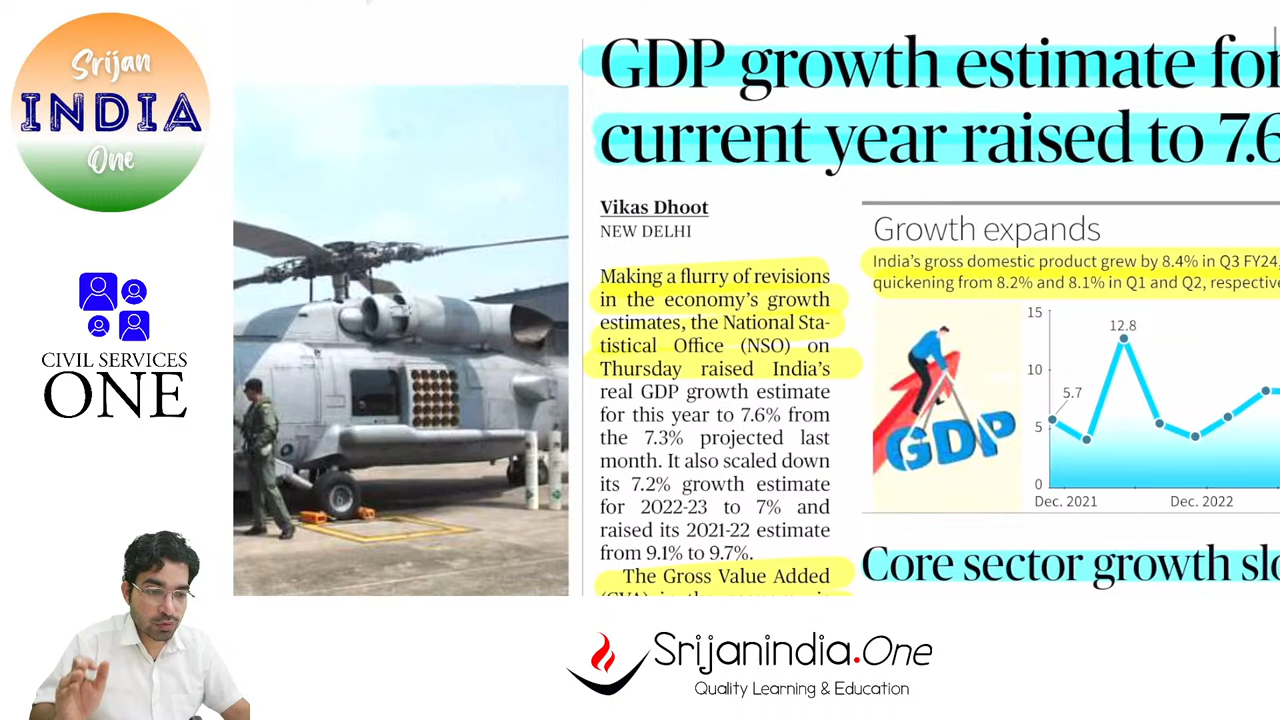 Srijan
INDIA
One
CIVIL SERVICES
ONE
GDP growth estimate for
current year raised to 7.6
Vikas Dhoot
NEW DELHI
Making a flurry of revisions
in the economy's growth
estimates, the National Sta-
tistical Office (NSO) on
Thursday raised India's
real GDP growth estimate
for this year to 7.6% from
the 7.3% projected last
month. It also scaled down
its 7.2% growth estimate
for 2022-23 to 7% and
raised its 2021-22 estimate
from 9.1% to 9.7%.
The Gross Value Added
Growth expands
India's gross domestic product grew by 8.4% in Q3 FY24,
quickening from 8.2% and 8.1% in Q1 and Q2,
15
12.8
10
5.7
5
0
GDP
Dec. 2021
Dec. 2022
Core sector growth
Srijanindia.One
Quality Learning & Education